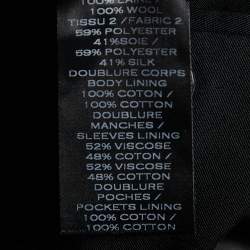 100% WOOL
TISSU 2 / FABRIC 2
59% POLYESTER
41% SOIE /
59% POLYESTER
41% SILK
DOUBLURE CORPS
BODY LINING
100% COTON /
100% COTTON
DOUBLURE
MANCHES /
SLEEVES LINING
52% VISCOSE
48% COTON /
52% VISCOSE
48% COTTON
DOUBLURE
POCHES /
POCKETS LINING
100% COTON /
100% COTTON